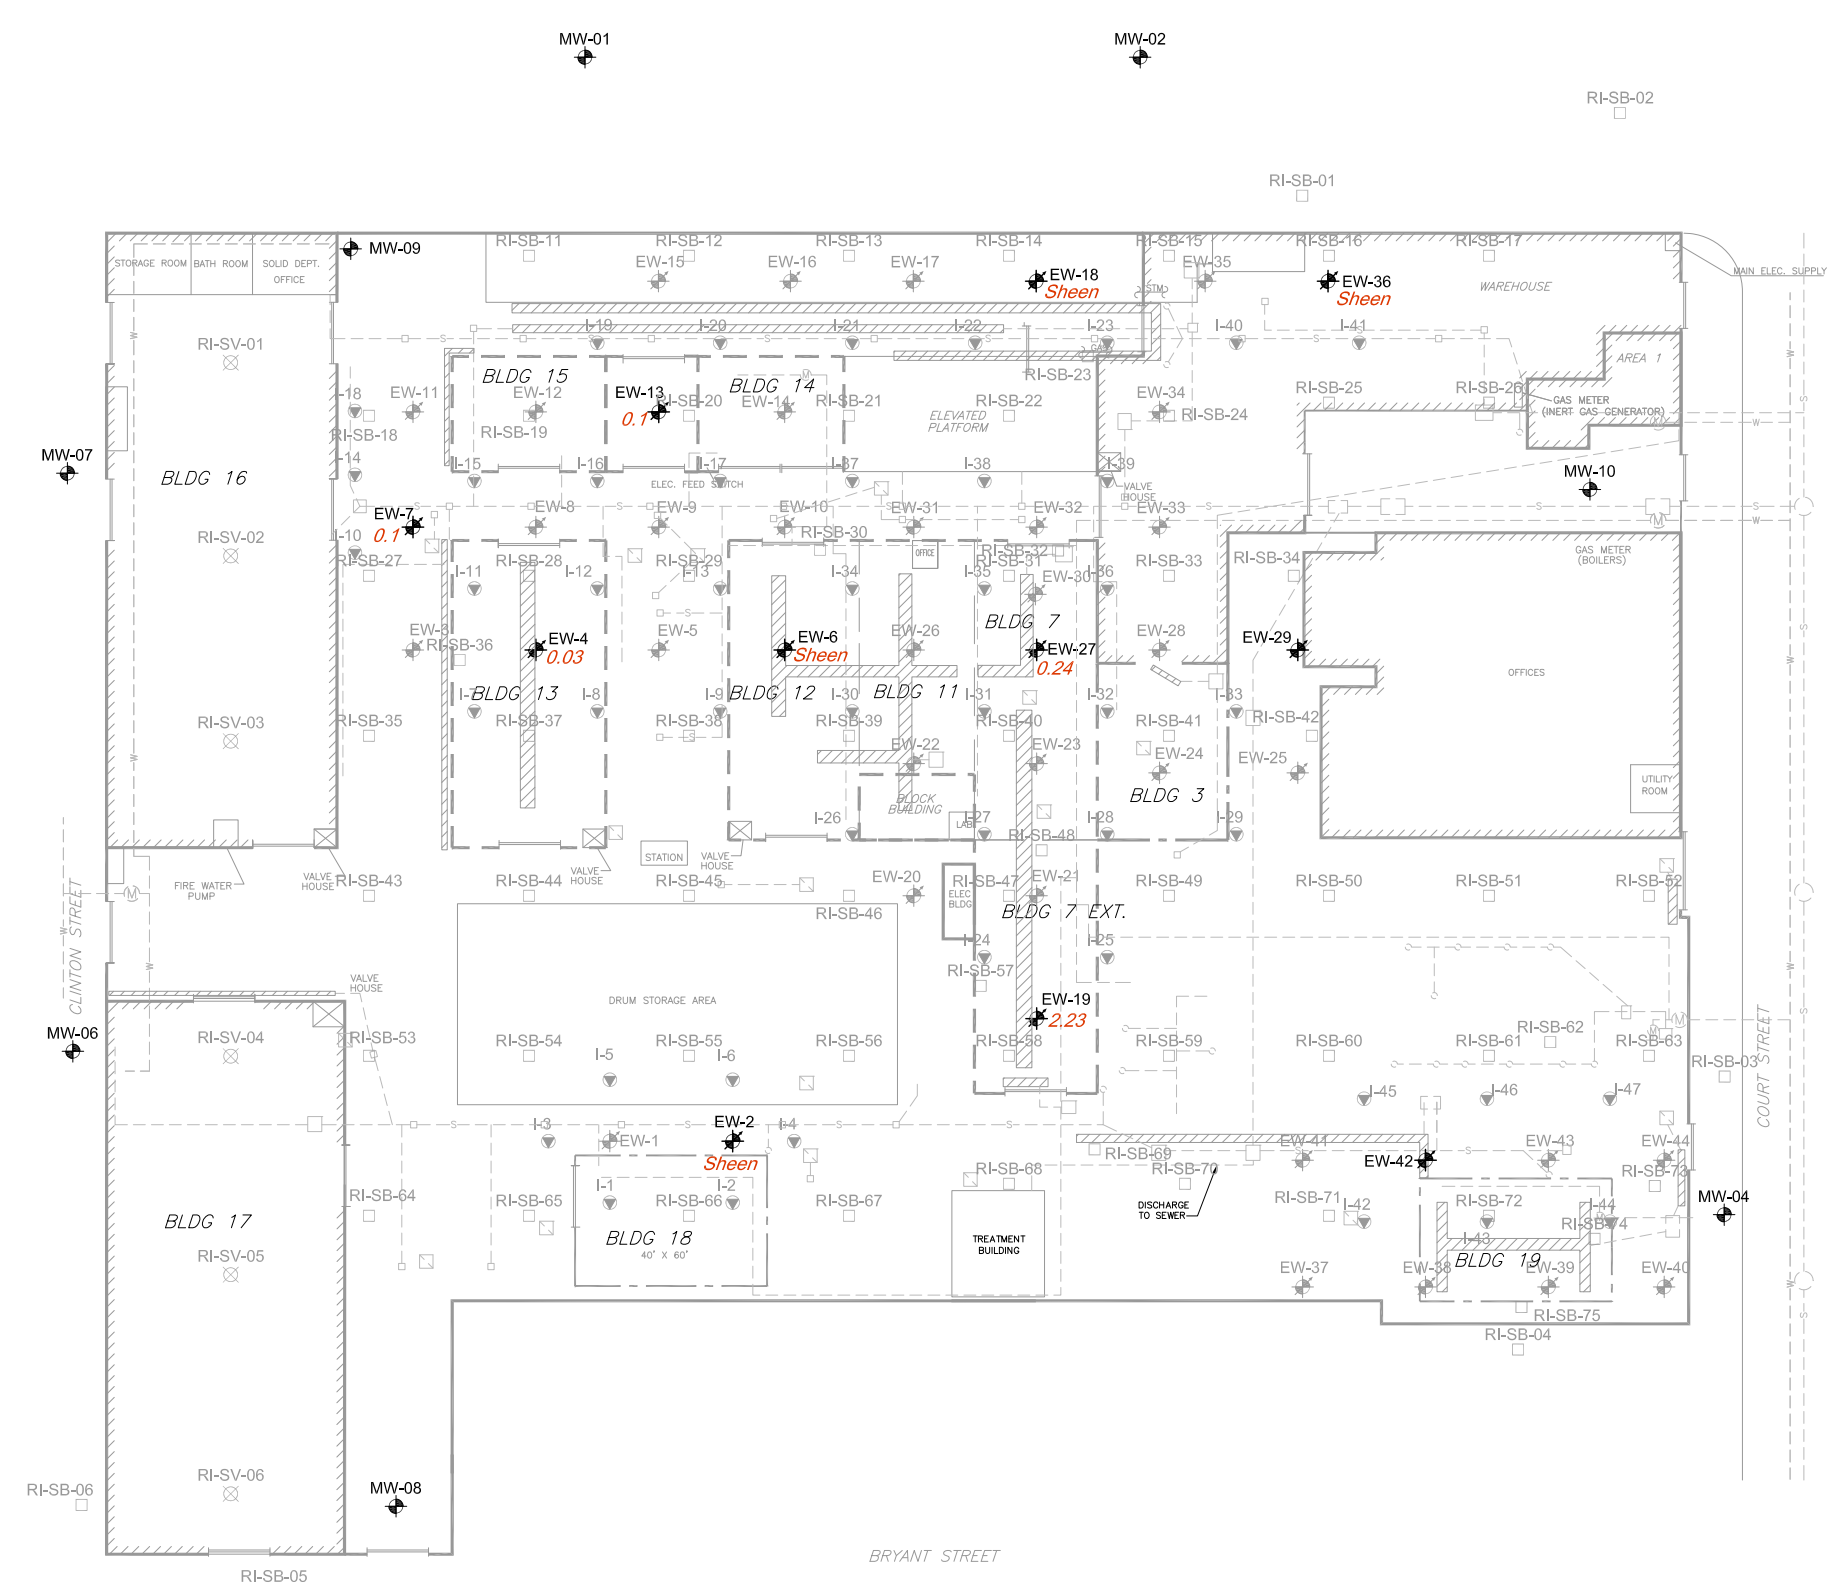 MW-01
MW-02
RI-SB-02
RI-SB-01
MW-09
STORAGE ROOM
BATH ROOM
SOLID DEPT.
OFFICE
RI-SB-11
RI-SB-12
RI-SB-13
RI-SB-14
RI-SB-15
RI-SB-16
RI-SB-17
EW-15
EW-16
EW-17
EW-18
Sheen
EW-35
EW-36
Sheen
WAREHOUSE
MAIN ELEC. SUPPLY
STM
I-19
I-20
I-21
I-22
I-23
I-40
I-41
GAS
RI-SV-01
AREA 1
BLDG 15
BLDG 14
RI-SB-23
I-18
EW-11
EW-12
EW-13
0.1
RI-SB-20
EW-14
RI-SB-21
RI-SB-22
EW-34
RI-SB-24
RI-SB-25
RI-SB-26
GAS METER
(INERT GAS GENERATOR)
ELEVATED
PLATFORM
RI-SB-18
RI-SB-19
MW-07
BLDG 16
I-14
I-15
I-16
I-17
I-37
I-38
I-39
ELEC. FEED SWITCH
VALVE
HOUSE
MW-10
EW-7
0.1
EW-8
EW-9
EW-10
EW-31
EW-32
EW-33
RI-SB-30
RI-SV-02
I-10
RI-SB-27
RI-SB-28
RI-SB-29
OFFICE
RI-SB-32
RI-SB-31
RI-SB-33
RI-SB-34
GAS METER
(BOILERS)
I-11
I-12
I-13
I-34
I-35
EW-30
I-36
BLDG 7
EW-3
RI-SB-36
EW-4
0.03
EW-5
EW-6
Sheen
EW-26
EW-27
0.24
EW-28
EW-29
OFFICES
I-7
BLDG 13
I-8
I-9
BLDG 12
I-30
BLDG 11
I-31
I-32
I-33
RI-SV-03
RI-SB-35
RI-SB-37
RI-SB-38
RI-SB-39
RI-SB-40
RI-SB-41
RI-SB-42
EW-22
EW-23
EW-24
EW-25
UTILITY
ROOM
BLOCK
BUILDING
BLDG 3
I-26
LAB
I-27
I-28
I-29
RI-SB-48
STATION
VALVE
HOUSE
VALVE
HOUSE
VALVE
HOUSE
FIRE WATER
PUMP
RI-SB-43
RI-SB-44
RI-SB-45
RI-SB-46
EW-20
RI-SB-47
EW-21
RI-SB-49
RI-SB-50
RI-SB-51
RI-SB-52
ELEC
BLDG
BLDG 7 EXT.
CLINTON STREET
I-24
I-25
RI-SB-57
VALVE
HOUSE
DRUM STORAGE AREA
EW-19
2.23
MW-06
RI-SV-04
RI-SB-53
RI-SB-54
RI-SB-55
RI-SB-56
RI-SB-58
RI-SB-59
RI-SB-60
RI-SB-61
RI-SB-62
RI-SB-63
RI-SB-03
COURT STREET
I-5
I-6
I-45
I-46
I-47
I-3
EW-1
EW-2
Sheen
I-4
EW-41
EW-42
EW-43
EW-44
RI-SB-69
RI-SB-68
RI-SB-70
RI-SB-73
MW-04
RI-SB-64
I-1
RI-SB-65
RI-SB-66
I-2
RI-SB-67
DISCHARGE
TO SEWER
RI-SB-71
I-42
RI-SB-72
I-44
RI-SB-74
I-43
BLDG 17
BLDG 18
40' X 60'
TREATMENT
BUILDING
RI-SV-05
BLDG 19
EW-37
EW-38
EW-39
EW-40
RI-SB-75
RI-SB-04
RI-SV-06
RI-SB-06
MW-08
BRYANT STREET
RI-SB-05